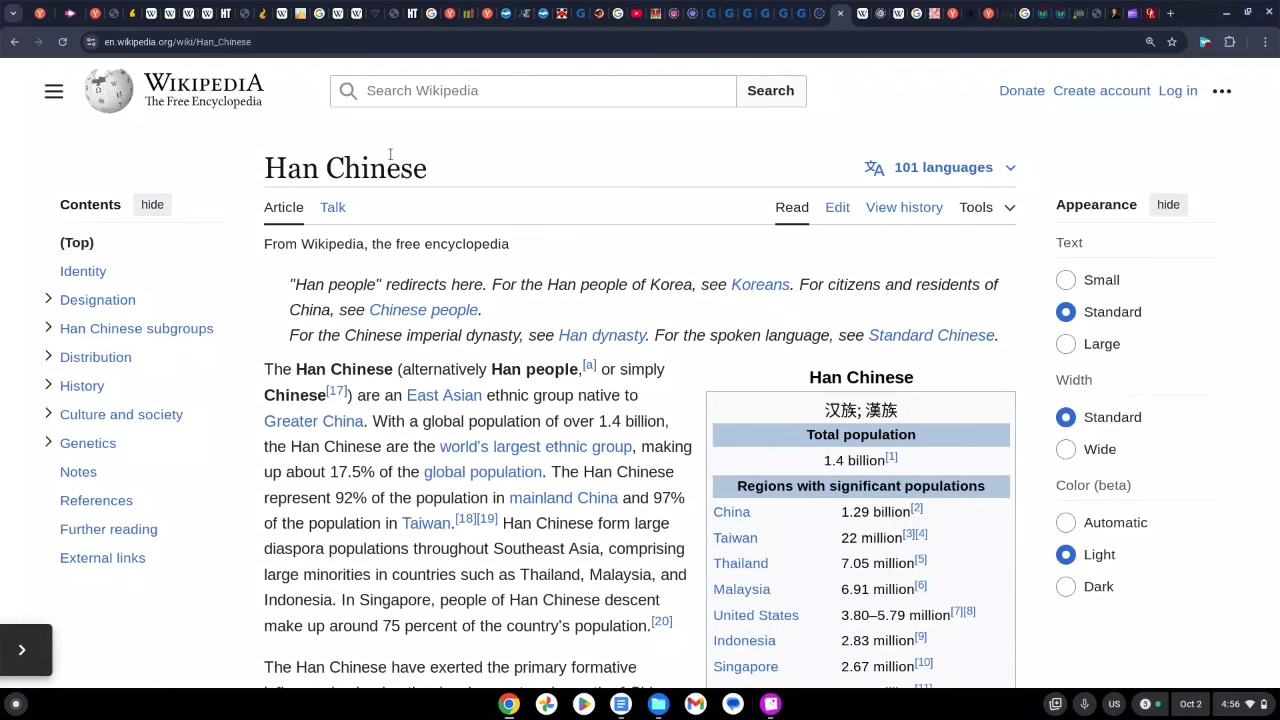 en.wikipedia.org/wiki/Han_Chinese
WIKIPEDIA
The Free Encyclopedia
Search Wikipedia
Search
Donate
Create account
Log in
Han Chinese
101 languages
Contents
hide
(Top)
Identity
Designation
Han Chinese subgroups
Distribution
History
Culture and society
Genetics
Notes
References
Further reading
External links
Article
Talk
Read
Edit
View history
Tools
From Wikipedia, the free encyclopedia
"Han people" redirects here. For the Han people of Korea, see Koreans. For citizens and residents of
China, see Chinese people.
For the Chinese imperial dynasty, see Han dynasty. For the spoken language, see Standard Chinese.
The Han Chinese (alternatively Han people,[a] or simply
Chinese[17]) are an East Asian ethnic group native to
Greater China. With a global population of over 1.4 billion,
the Han Chinese are the world's largest ethnic group, making
up about 17.5% of the global population. The Han Chinese
represent 92% of the population in mainland China and 97%
of the population in Taiwan.[18][19] Han Chinese form large
diaspora populations throughout Southeast Asia, comprising
large minorities in countries such as Thailand, Malaysia, and
Indonesia. In Singapore, people of Han Chinese descent
make up around 75 percent of the country's population.[20]
The Han Chinese have exerted the primary formative
Han Chinese
汉族; 漢族
Total population
1.4 billion[1]
Regions with significant populations
China 1.29 billion[2]
Taiwan 22 million[3][4]
Thailand 7.05 million[5]
Malaysia 6.91 million[6]
United States 3.80–5.79 million[7][8]
Indonesia 2.83 million[9]
Singapore 2.67 million[10]
Appearance
hide
Text
Small
Standard
Large
Width
Standard
Wide
Color (beta)
Automatic
Light
Dark
US
3
Oct 2
4:56